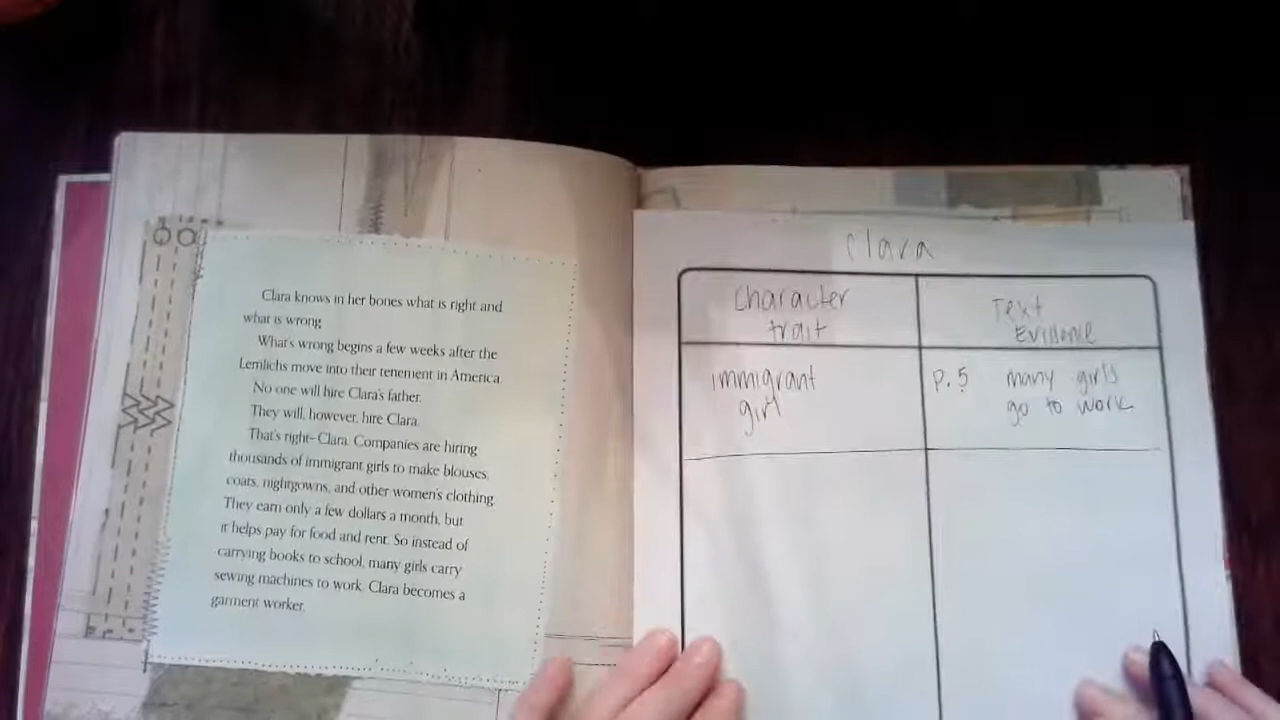 Clara knows in her bones what is right and
what is wrong.
What's wrong begins a few weeks after the
Lemlichs move into their tenement in America.
No one will hire Clara's father.
They will, however, hire Clara.
That's right–Clara. Companies are hiring
thousands of immigrant girls to make blouses,
coats, nightgowns, and other women's clothing.
They earn only a few dollars a month, but
it helps pay for food and rent. So instead of
carrying books to school, many girls carry
sewing machines to work. Clara becomes a
garment worker.
Clara
Character
trait
Text
Evidence
immigrant
girl
p. 5 many girls
go to work